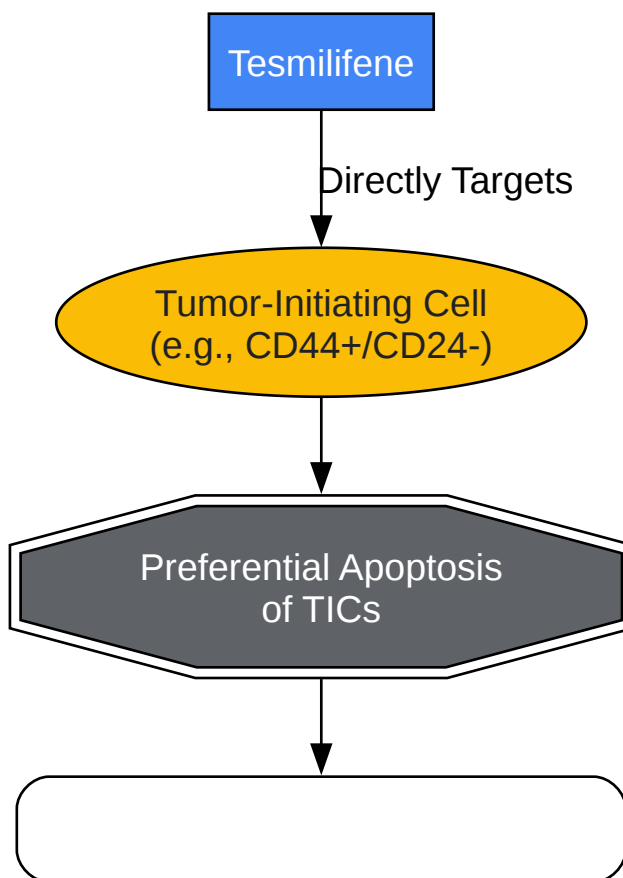 Tesmilifene
Directly Targets
Tumor-Initiating Cell
(e.g., CD44+/CD24-)
Preferential Apoptosis
of TICs